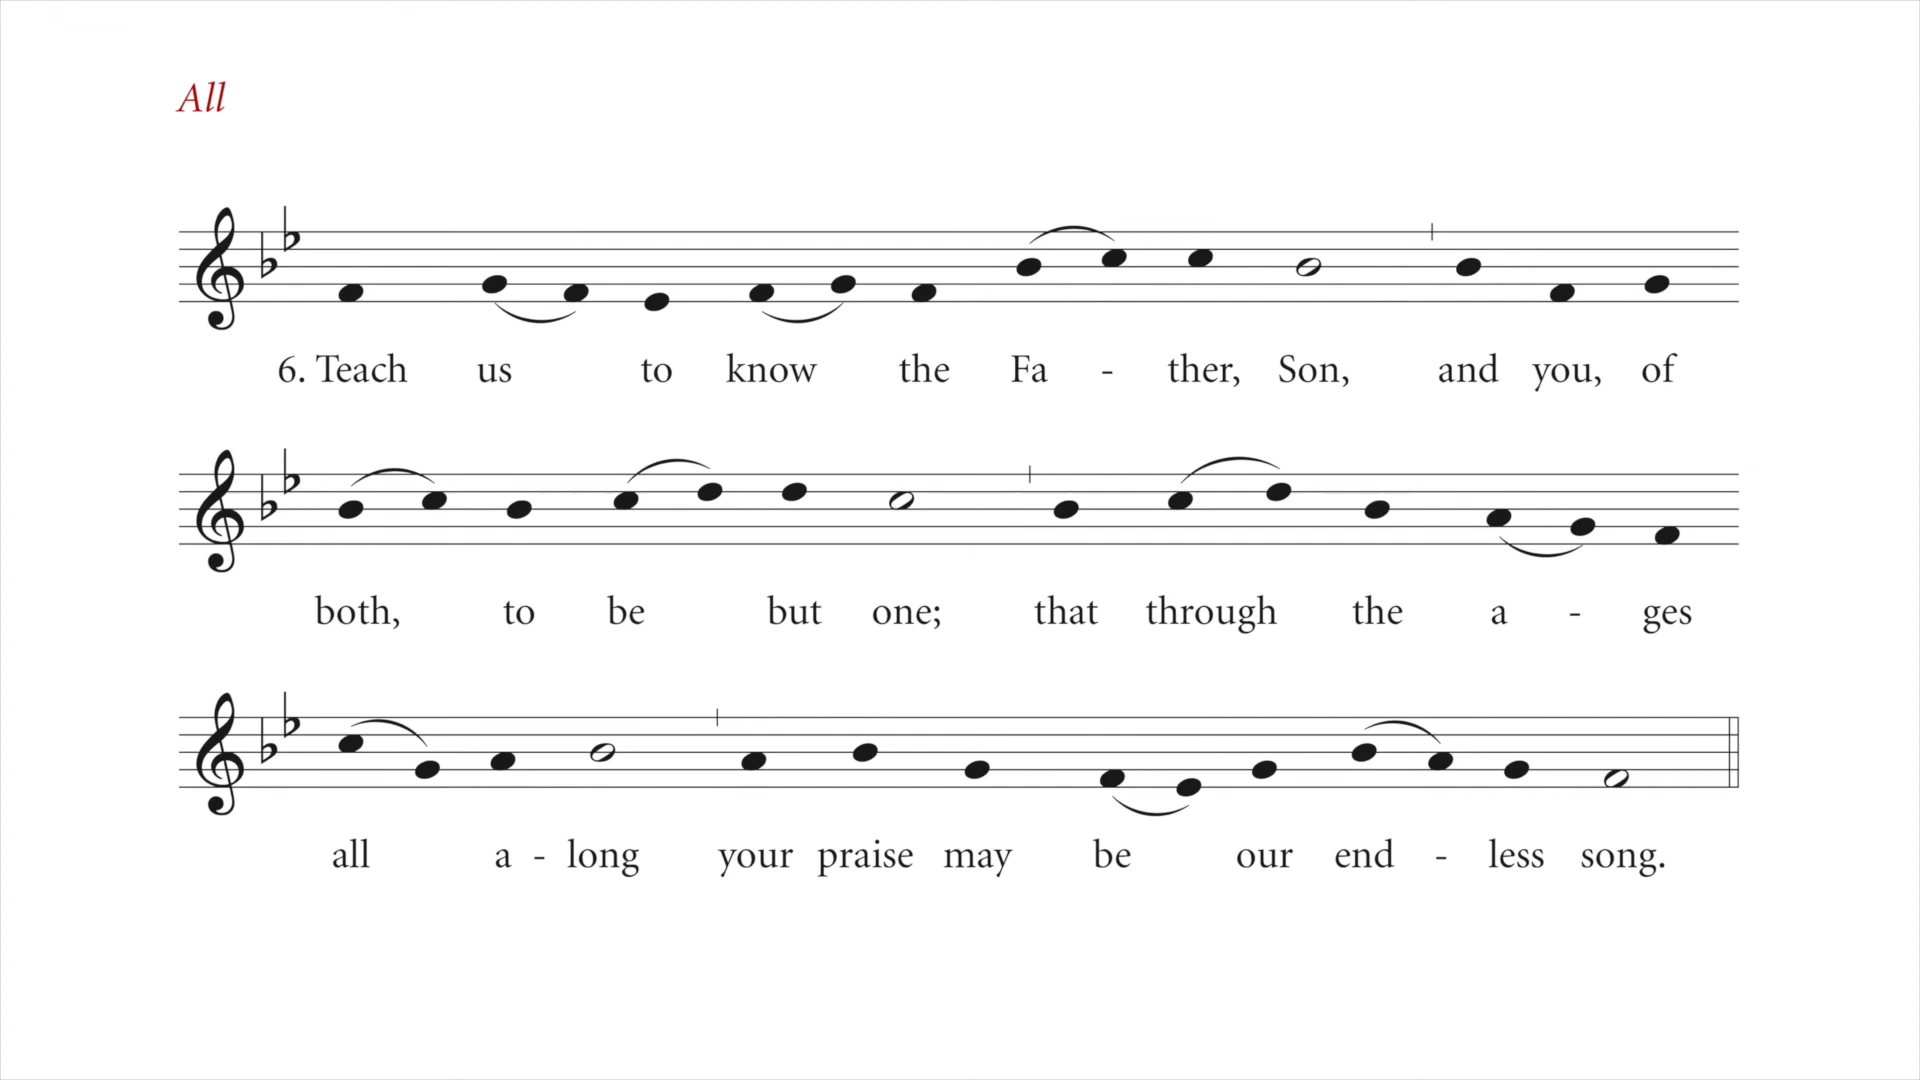 All
6. Teach us to know the Fa - ther, Son, and you, of
both, to be but one; that through the a - ges
all a - long your praise may be our end - less song.